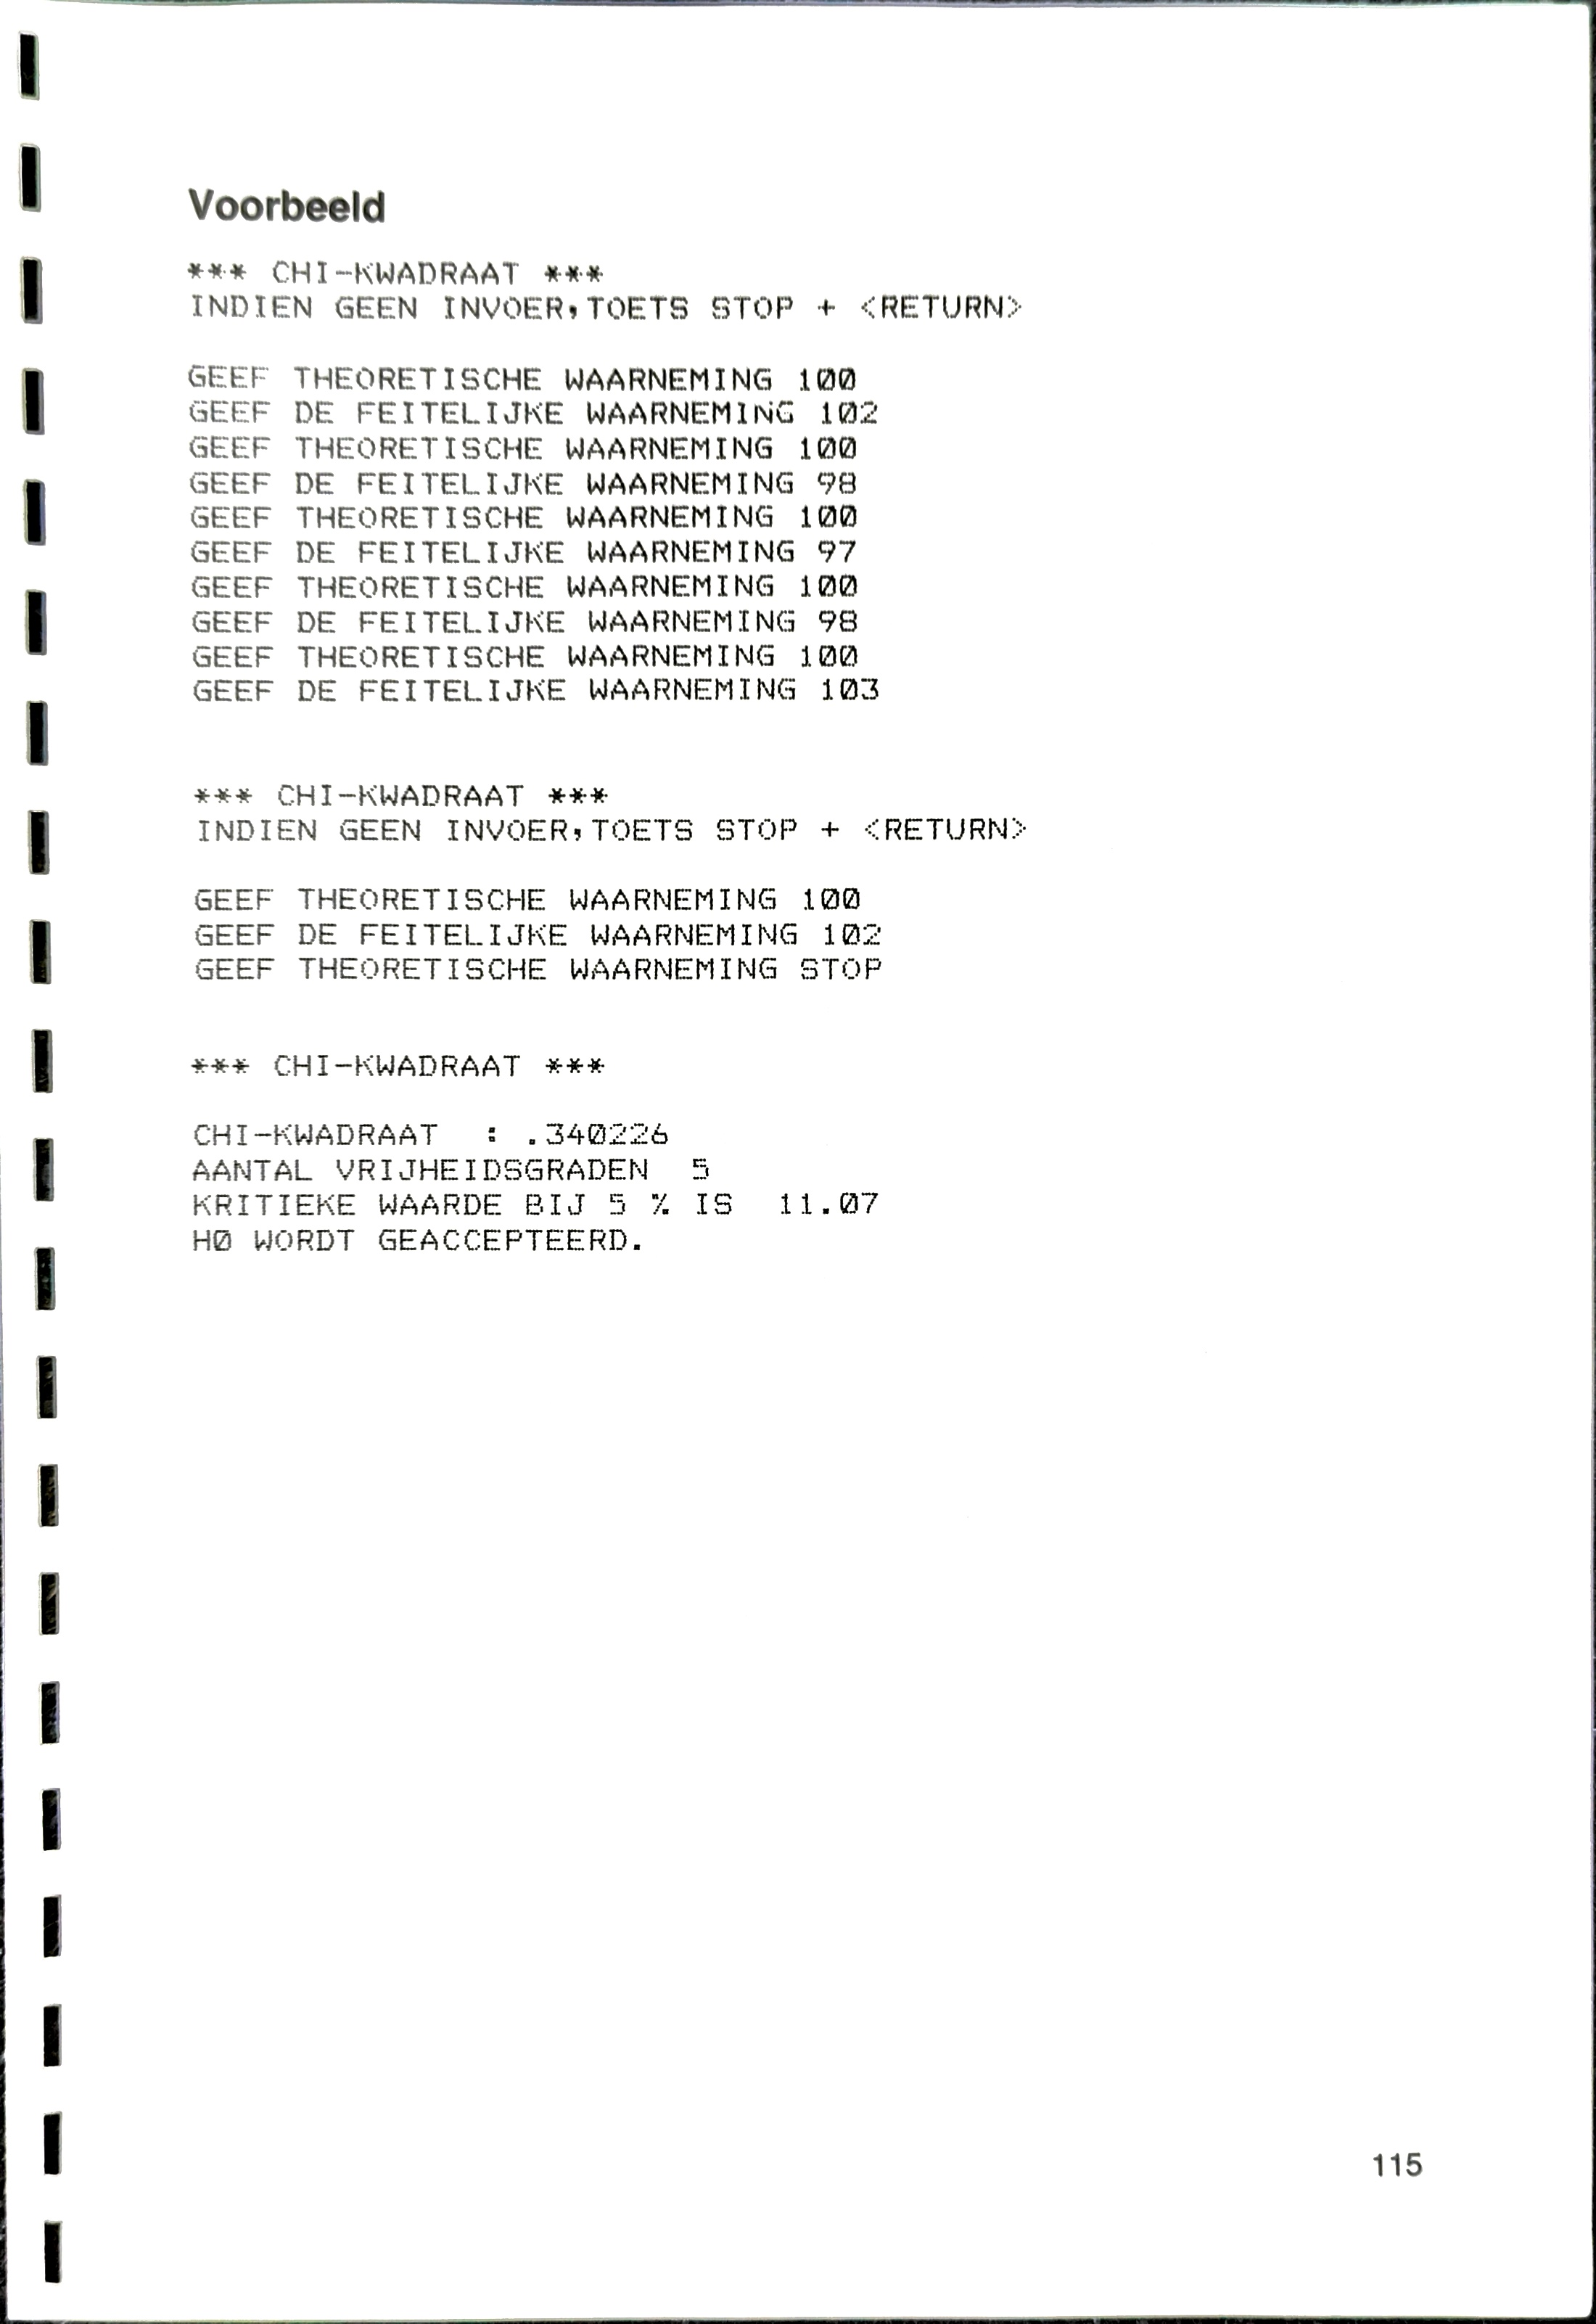 Voorbeeld
*** CHI-KWADRAAT ***
INDIEN GEEN INVOER,TOETS STOP + <RETURN>
GEEF THEORETISCHE WAARNEMING 100
GEEF DE FEITELIJKE WAARNEMING 102
GEEF THEORETISCHE WAARNEMING 100
GEEF DE FEITELIJKE WAARNEMING 98
GEEF THEORETISCHE WAARNEMING 100
GEEF DE FEITELIJKE WAARNEMING 97
GEEF THEORETISCHE WAARNEMING 100
GEEF DE FEITELIJKE WAARNEMING 98
GEEF THEORETISCHE WAARNEMING 100
GEEF DE FEITELIJKE WAARNEMING 103
*** CHI-KWADRAAT ***
INDIEN GEEN INVOER,TOETS STOP + <RETURN>
GEEF THEORETISCHE WAARNEMING 100
GEEF DE FEITELIJKE WAARNEMING 102
GEEF THEORETISCHE WAARNEMING STOP
*** CHI-KWADRAAT ***
CHI-KWADRAAT : .340226
AANTAL VRIJHEIDSGRADEN 5
KRITIEKE WAARDE BIJ 5 % IS 11.07
H0 WORDT GEACCEPTEERD.
115